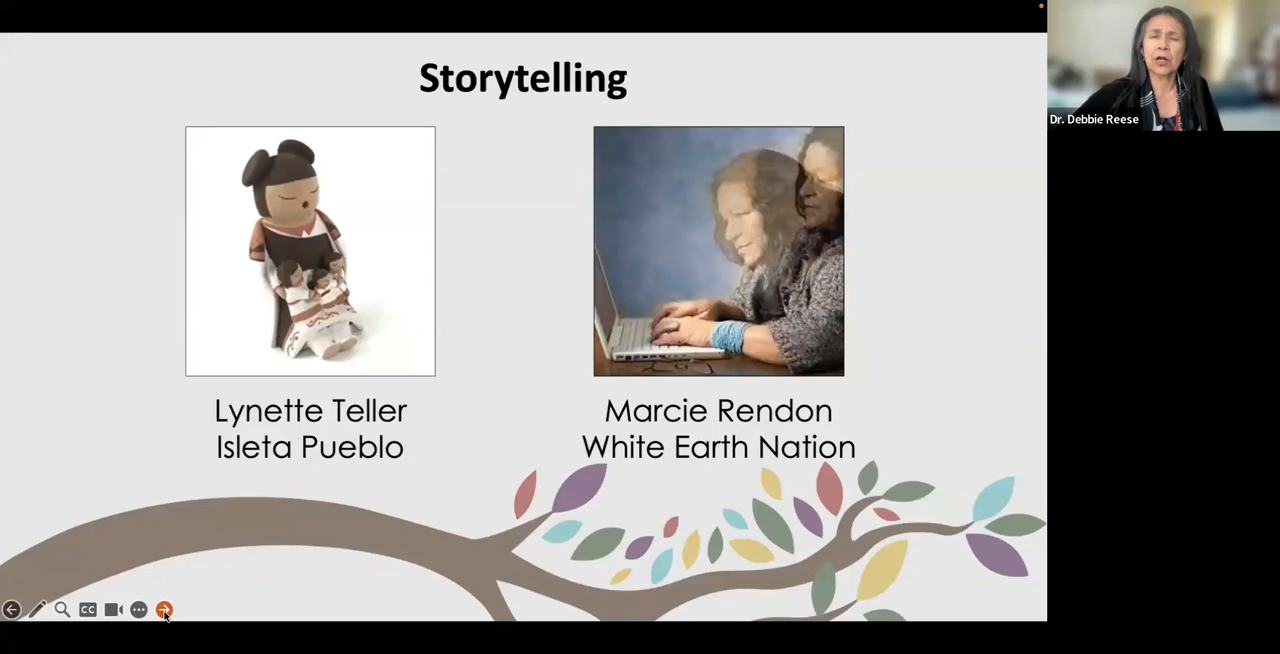 Storytelling
Lynette Teller
Isleta Pueblo
Marcie Rendon
White Earth Nation
Dr. Debbie Reese
CC